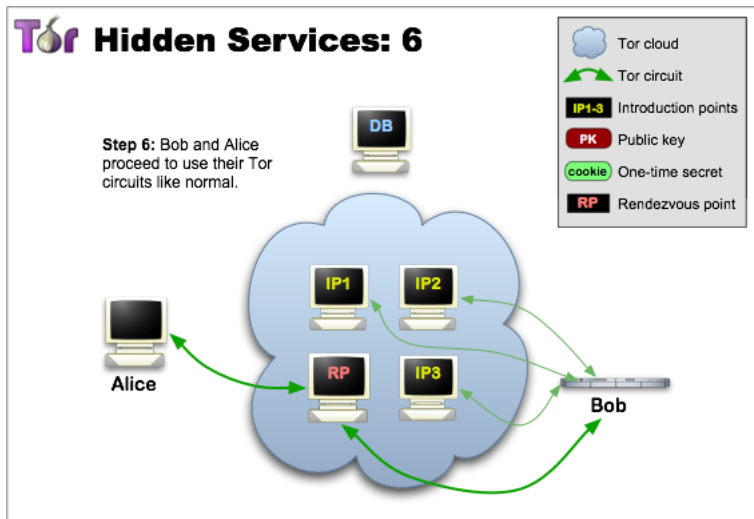 Tor Hidden Services: 6
Tor cloud
Tor circuit
IP1-3 Introduction points
PK Public key
cookie One-time secret
RP Rendezvous point
Step 6: Bob and Alice
proceed to use their Tor
circuits like normal.
DB
IP1
IP2
Alice
RP
IP3
Bob